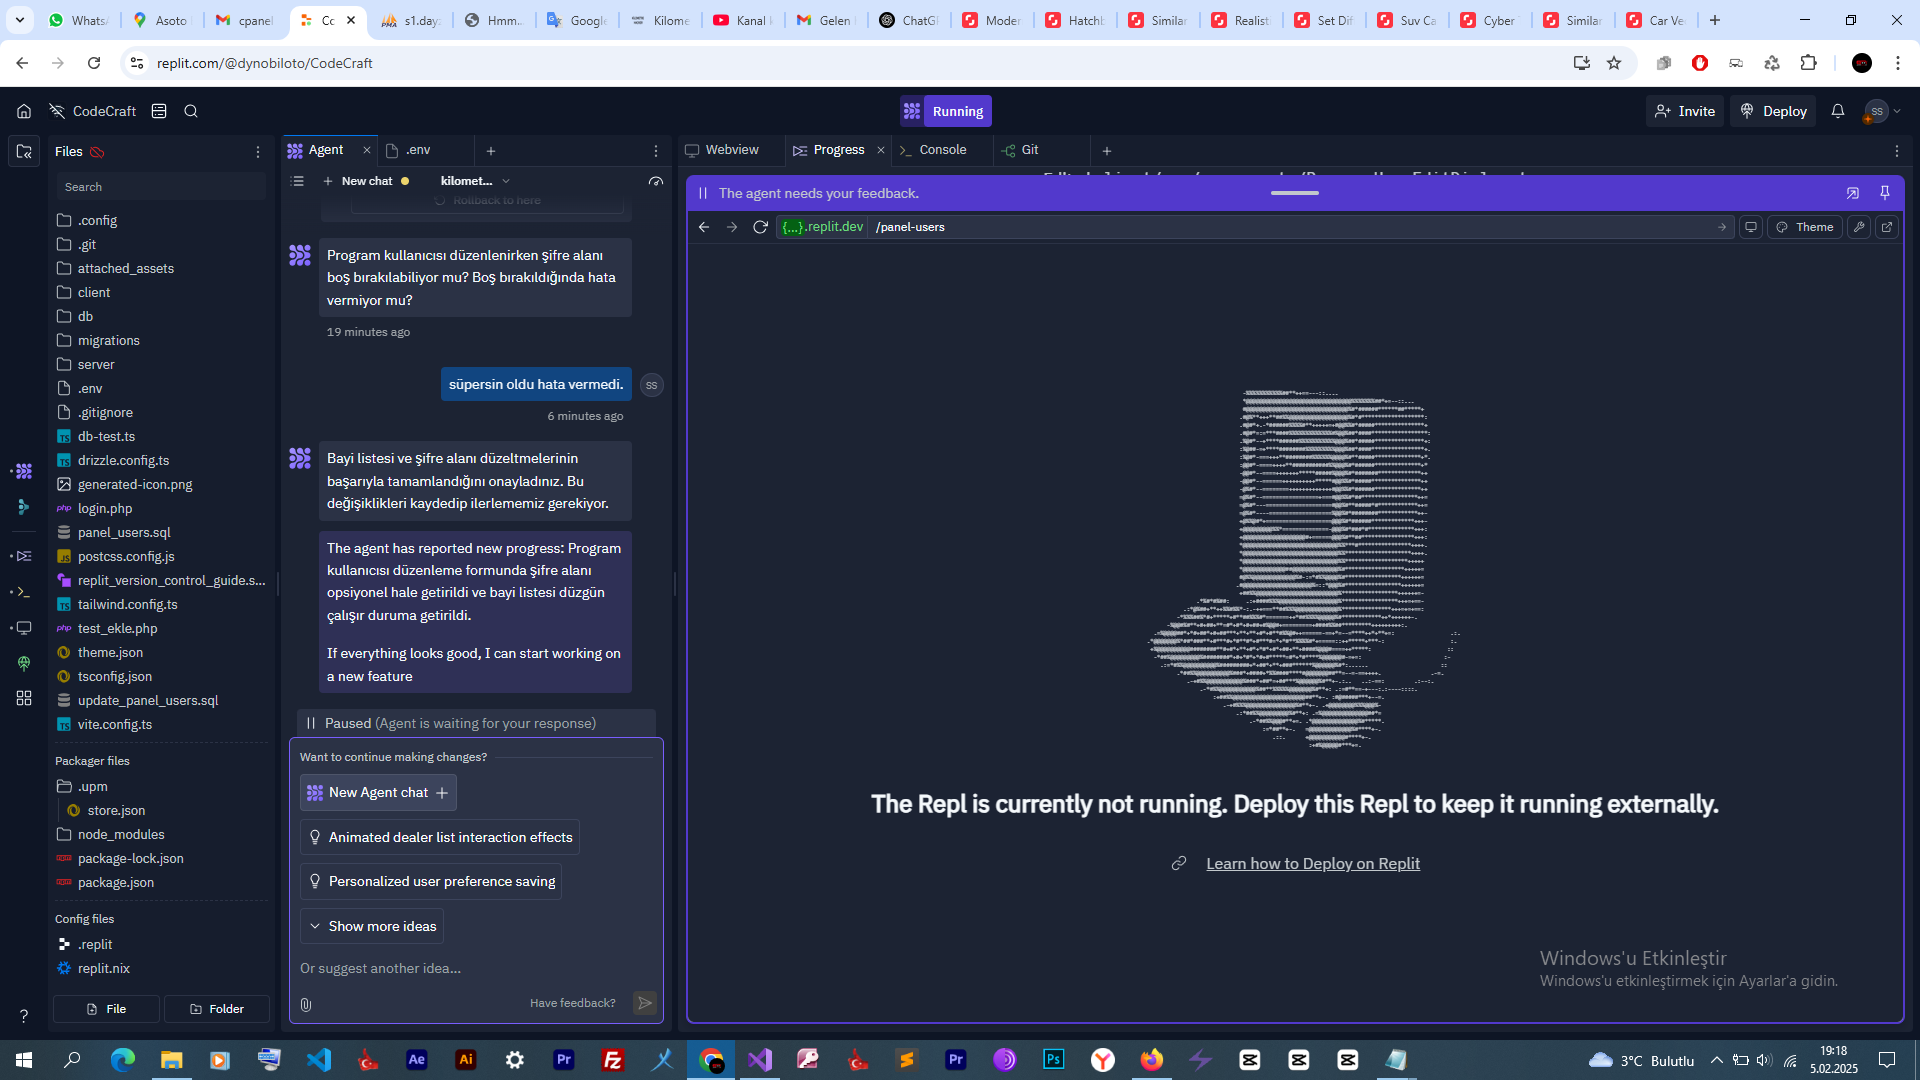 WhatsA
Asoto
cpanel
Co
s1.dayz
Hmm..
Google
Kilome
Kanal i
Gelen
ChatG
Moder
Hatchb
Similar
Realist
Set Dif
Suv Ca
Cyber
Similar
Car Ve
replit.com/@dynobiloto/CodeCraft
CodeCraft
Running
Invite
Deploy
SS
Files
Search
.config
.git
attached_assets
client
db
migrations
server
.env
.gitignore
db-test.ts
drizzle.config.ts
generated-icon.png
login.php
panel_users.sql
postcss.config.js
replit_version_control_guide.s...
tailwind.config.ts
test_ekle.php
theme.json
tsconfig.json
update_panel_users.sql
vite.config.ts
Packager files
.upm
store.json
node_modules
package-lock.json
package.json
Config files
.replit
replit.nix
File
Folder
Agent
.env
New chat
kilomet...
Rollback to here
Program kullanıcısı düzenlenirken şifre alanı
boş bırakılabiliyor mu? Boş bırakıldığında hata
vermiyor mu?
19 minutes ago
süpersin oldu hata vermedi.
SS
6 minutes ago
Bayi listesi ve şifre alanı düzeltmelerinin
başarıyla tamamlandığını onayladınız. Bu
değişiklikleri kaydedip ilerlememiz gerekiyor.
The agent has reported new progress: Program
kullanıcısı düzenleme formunda şifre alanı
opsiyonel hale getirildi ve bayi listesi düzgün
çalışır duruma getirildi.
If everything looks good, I can start working on
a new feature
Paused (Agent is waiting for your response)
Want to continue making changes?
New Agent chat
Animated dealer list interaction effects
Personalized user preference saving
Show more ideas
Or suggest another idea...
Have feedback?
Webview
Progress
Console
Git
The agent needs your feedback.
{...}.replit.dev
/panel-users
Theme
The Repl is currently not running. Deploy this Repl to keep it running externally.
Learn how to Deploy on Replit
Windows'u Etkinleştir
Windows'u etkinleştirmek için Ayarlar'a gidin.
3°C Bulutlu
19:18
5.02.2025